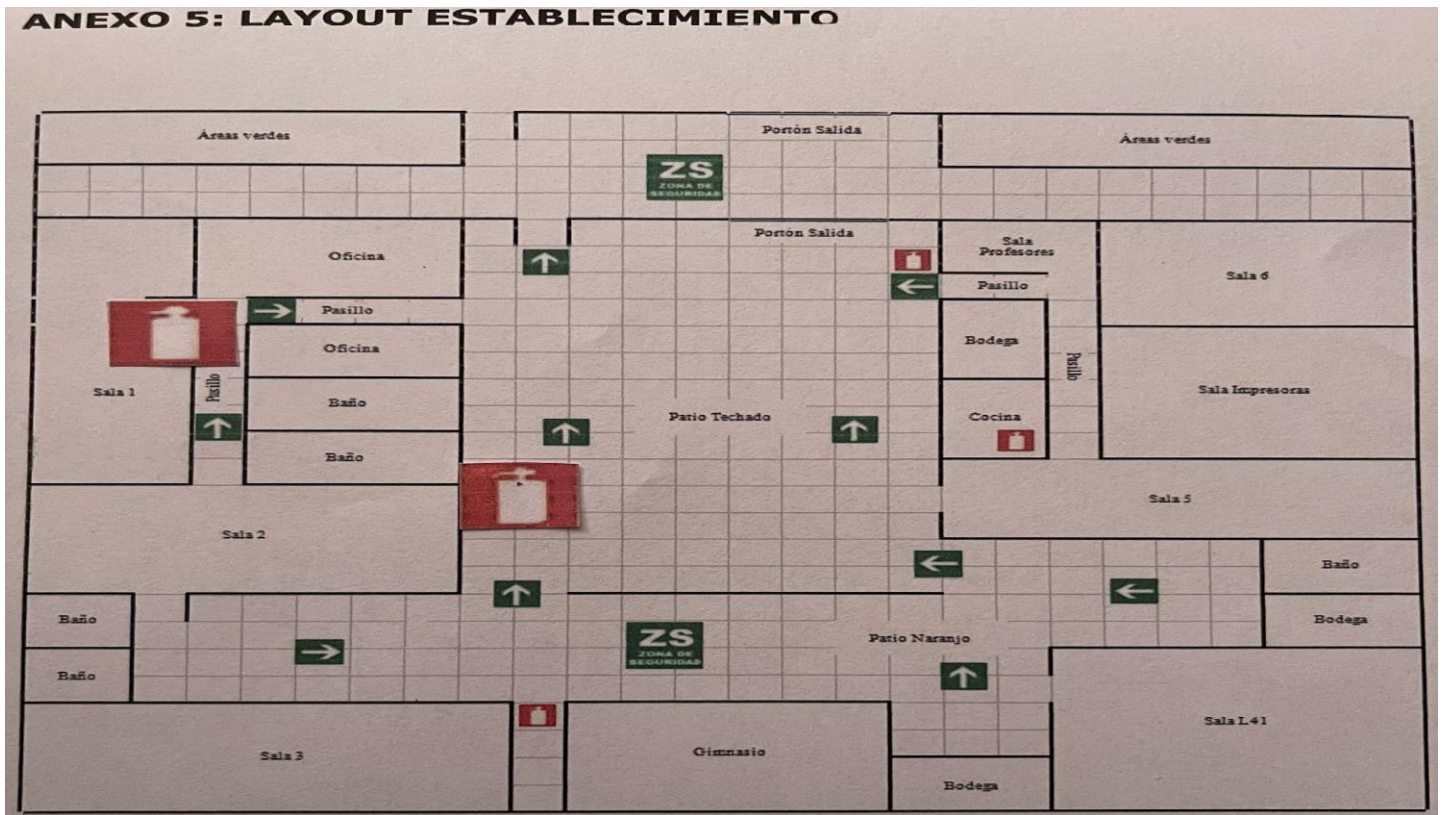 ANEXO 5: LAYOUT ESTABLECIMIENTO
Áreas verdes
Portón Salida
Áreas verdes
ZS
ZONA DE
SEGURIDAD
Oficina
Portón Salida
Sala
Profesores
Sala 6
Pasillo
Pasillo
Oficina
Bodega
Pasillo
Sala 1
Pasillo
Sala Impresoras
Baño
Patio Techado
Cocina
Baño
Sala 5
Sala 2
Baño
Baño
Bodega
ZS
ZONA DE
SEGURIDAD
Patio Naranjo
Baño
Sala 3
Gimnasio
Sala L41
Bodega